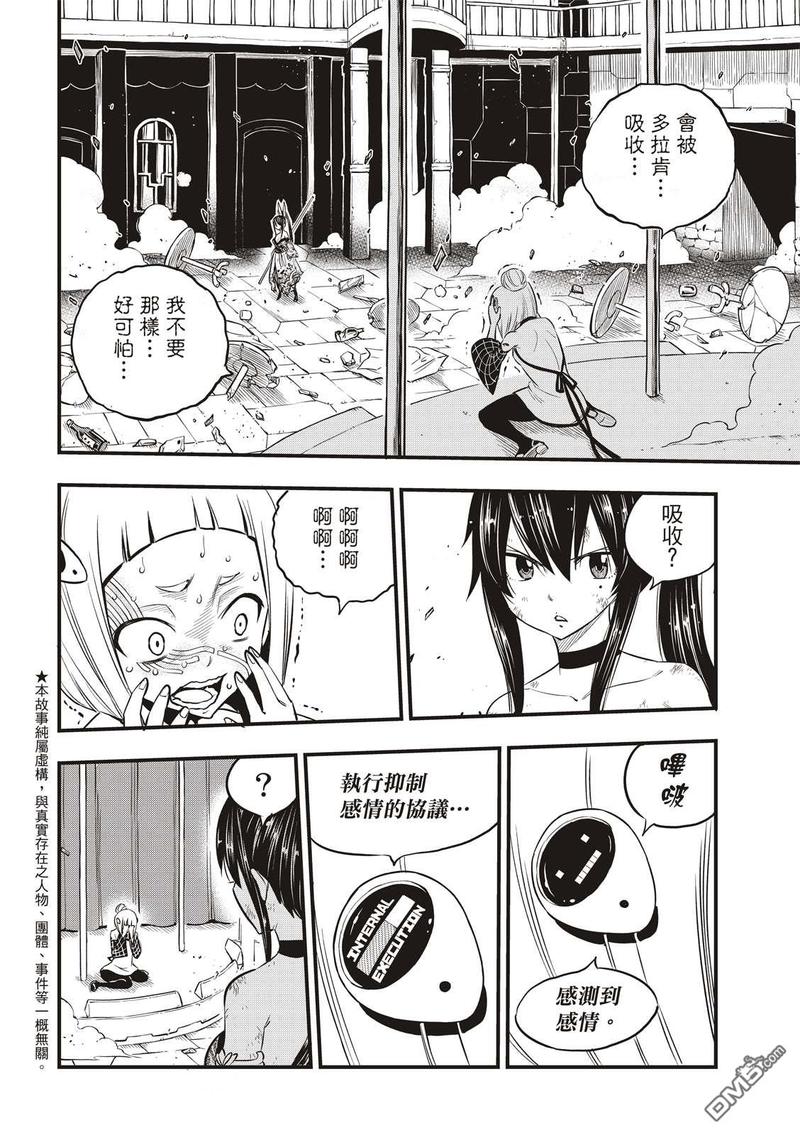 會被
多拉肯…
吸收…
我不要
那樣…
好可怕…
吸收?
啊啊啊
啊啊…
嗶啵
感測到
感情。
執行抑制
感情的協議…
INTERNAL
EXECUTION
?
★本故事純屬虛構，與真實存在之人物、團體、事件等一概無關。
DM5.com